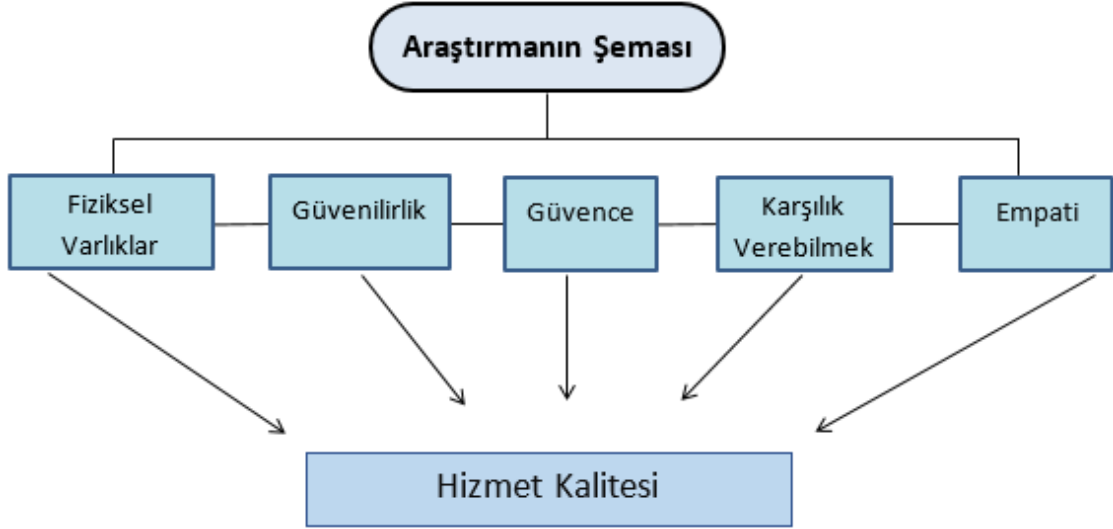 Araştırmanın Şeması
Fiziksel
Varlıklar
Güvenilirlik
Güvence
Karşılık
Verebilmek
Empati
Hizmet Kalitesi